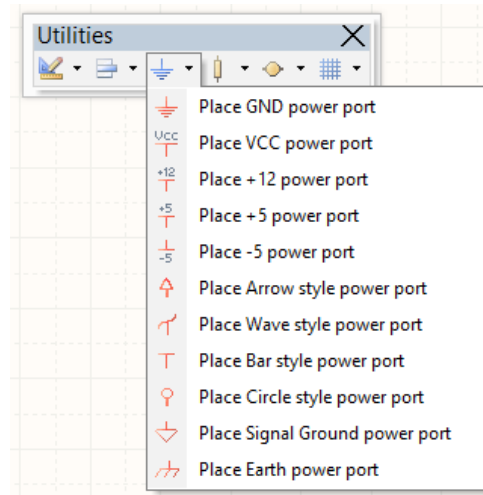 Utilities
Place GND power port
Vcc
Place VCC power port
+12
Place +12 power port
+5
Place +5 power port
-5
Place -5 power port
Place Arrow style power port
Place Wave style power port
Place Bar style power port
Place Circle style power port
Place Signal Ground power port
Place Earth power port